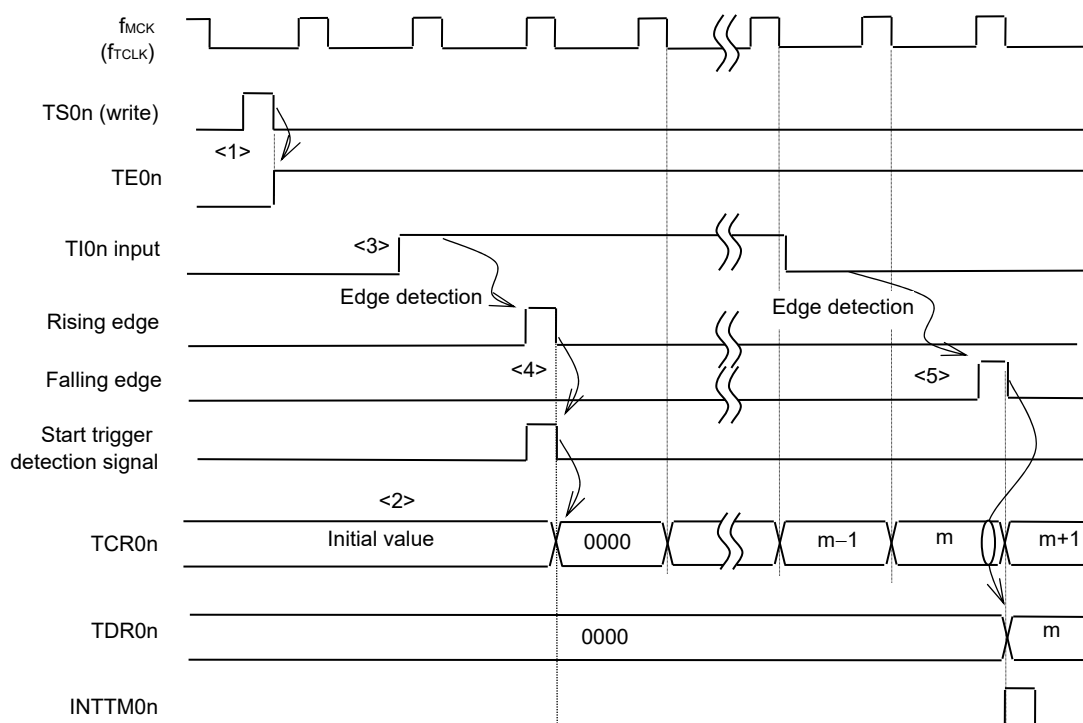 fMCK
(fTCLK)
TS0n (write)
<1>
TE0n
TI0n input
<3>
Edge detection
Edge detection
Rising edge
<4>
Falling edge
<5>
Start trigger
detection signal
<2>
TCR0n
Initial value
0000
m−1
m
m+1
TDR0n
0000
m
INTTM0n